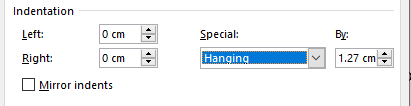 Indentation
Left: 0 cm Special: By:
Right: 0 cm Hanging 1.27 cm
Mirror indents